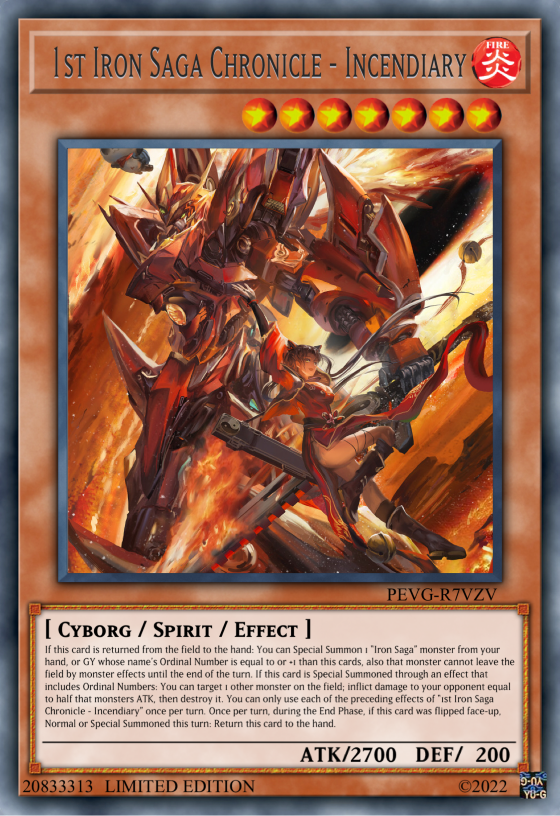 1st Iron Saga Chronicle - Incendiary
FIRE
炎
PEVG-R7VZV
[ Cyborg / Spirit / Effect ]
If this card is returned from the field to the hand: You can Special Summon 1 "Iron Saga" monster from your
hand, or GY whose name's Ordinal Number is equal to or +1 than this cards, also that monster cannot leave the
field by monster effects until the end of the turn. If this card is Special Summoned through an effect that
includes Ordinal Numbers: You can target 1 other monster on the field; inflict damage to your opponent equal
to half that monsters ATK, then destroy it. You can only use each of the preceding effects of "1st Iron Saga
Chronicle - Incendiary" once per turn. Once per turn, during the End Phase, if this card was flipped face-up,
Normal or Special Summoned this turn: Return this card to the hand.
ATK/2700 DEF/ 200
20833313 LIMITED EDITION ©2022
YU-G
YU-G